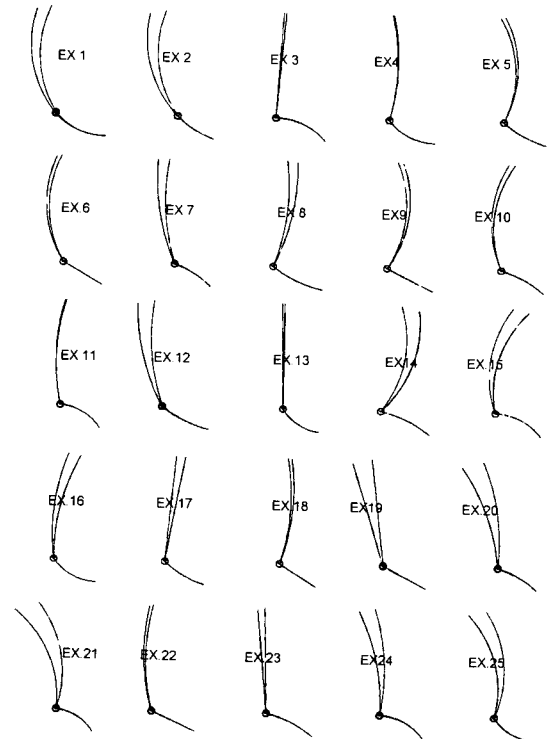 EX 1 EX 2 EX 3 EX4 EX 5
EX.6 EX.7 EX 8 EX9 EX.10
EX 11 EX 12 EX 13 EX14 EX.15
EX.16 EX.17 EX.18 EX19 EX.20
EX.21 EX.22 EX.23 EX24 EX.25